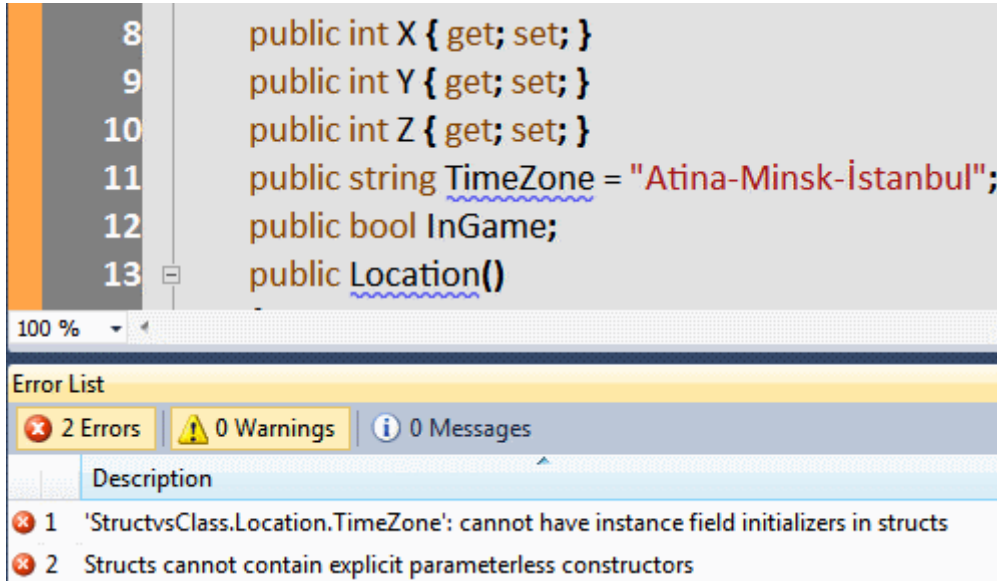 8 public int X { get; set; }
9 public int Y { get; set; }
10 public int Z { get; set; }
11 public string TimeZone = "Atina-Minsk-İstanbul";
12 public bool InGame;
13 public Location()
100 %
Error List
2 Errors 0 Warnings 0 Messages
Description
1 'StructvsClass.Location.TimeZone': cannot have instance field initializers in structs
2 Structs cannot contain explicit parameterless constructors